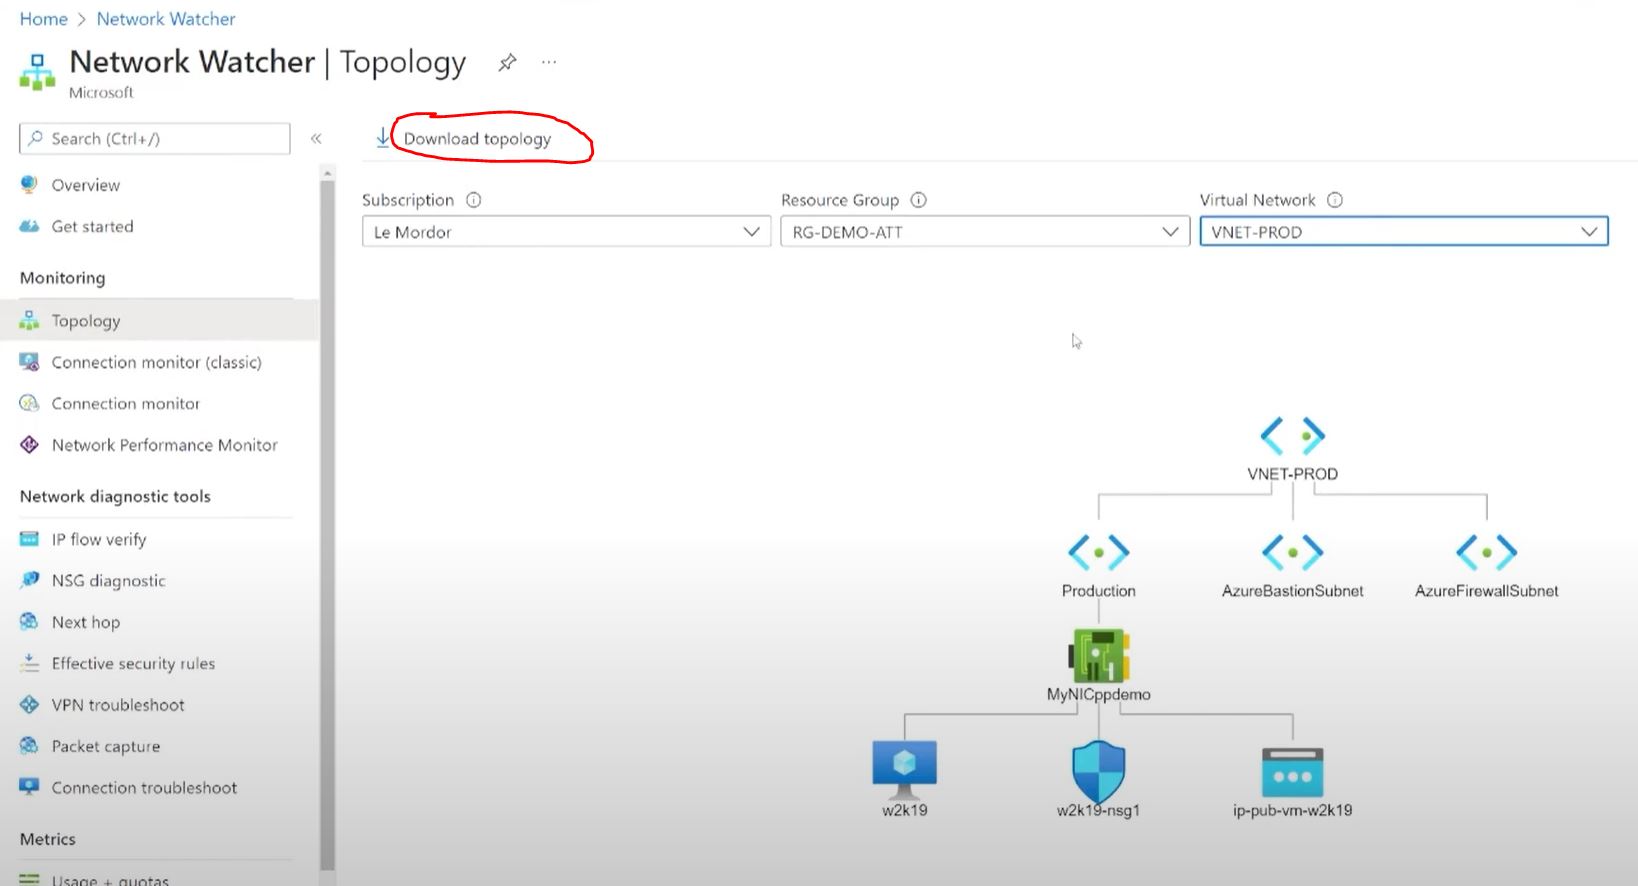 Home > Network Watcher
Network Watcher | Topology ...
Microsoft
Search (Ctrl+/)
«
Overview
Get started
Monitoring
Topology
Connection monitor (classic)
Connection monitor
Network Performance Monitor
Network diagnostic tools
IP flow verify
NSG diagnostic
Next hop
Effective security rules
VPN troubleshoot
Packet capture
Connection troubleshoot
Metrics
Usage + quotas
Download topology
Subscription
Le Mordor
Resource Group
RG-DEMO-ATT
Virtual Network
VNET-PROD
VNET-PROD
Production
AzureBastionSubnet
AzureFirewallSubnet
MyNICppdemo
w2k19
w2k19-nsg1
ip-pub-vm-w2k19